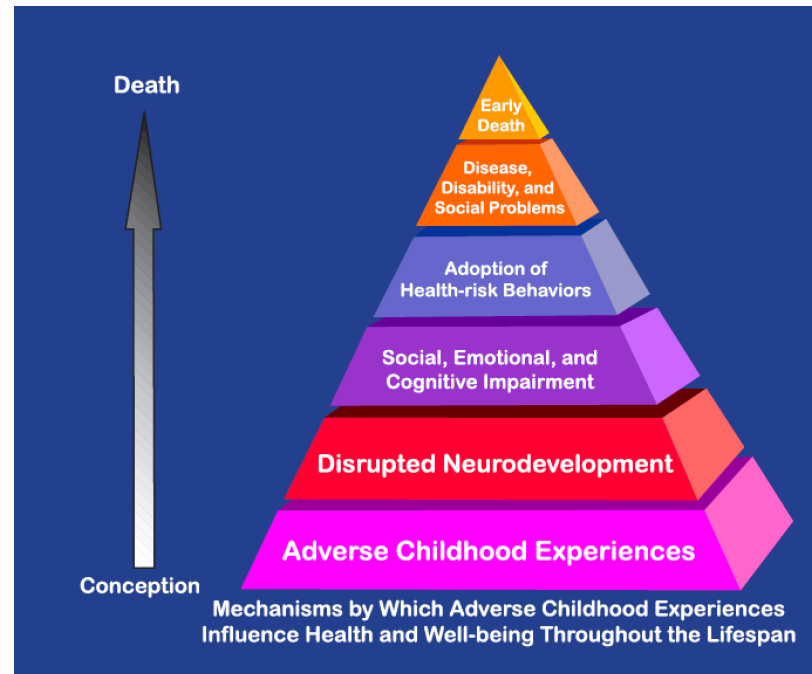 Death
Early
Death
Disease,
Disability, and
Social Problems
Adoption of
Health-risk Behaviors
Social, Emotional, and
Cognitive Impairment
Disrupted Neurodevelopment
Adverse Childhood Experiences
Conception
Mechanisms by Which Adverse Childhood Experiences
Influence Health and Well-being Throughout the Lifespan